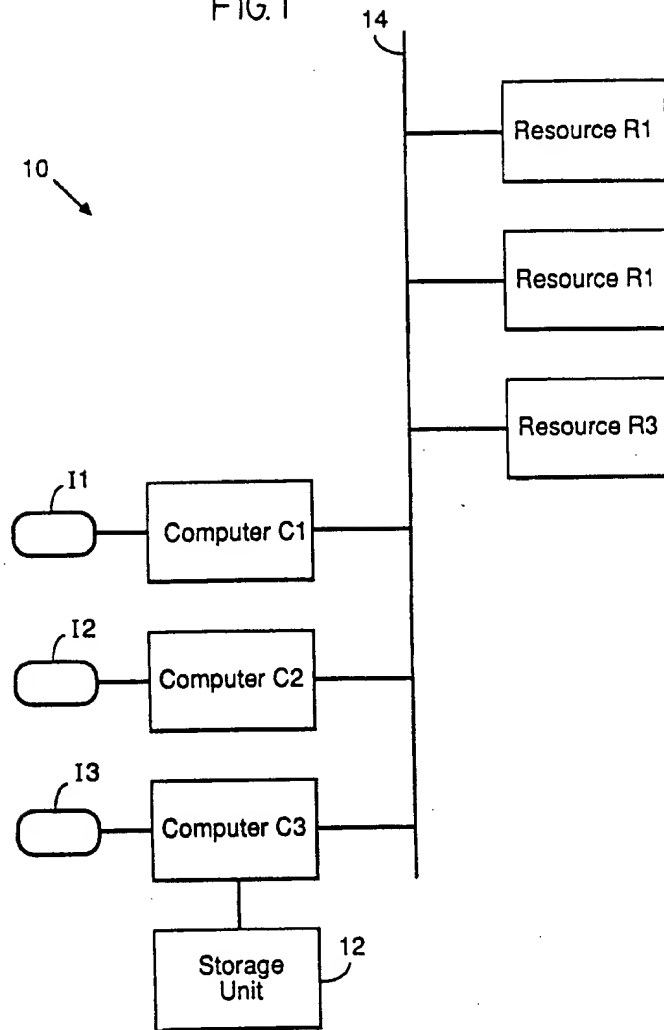 FIG. 1
14
Resource R1
10
Resource R1
Resource R3
I1
Computer C1
I2
Computer C2
I3
Computer C3
12
Storage
Unit